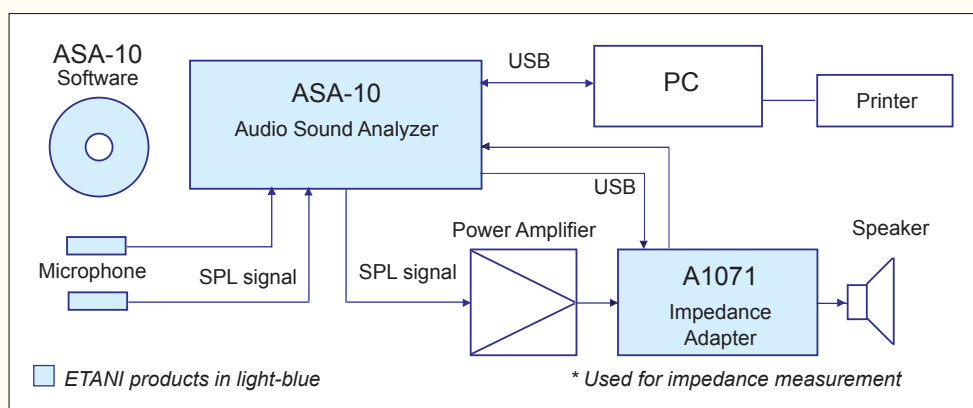 ASA-10
Software
ASA-10
Audio Sound Analyzer
USB
PC
Printer
USB
Microphone
SPL signal
SPL signal
Power Amplifier
A1071
Impedance
Adapter
Speaker
ETANI products in light-blue
* Used for impedance measurement